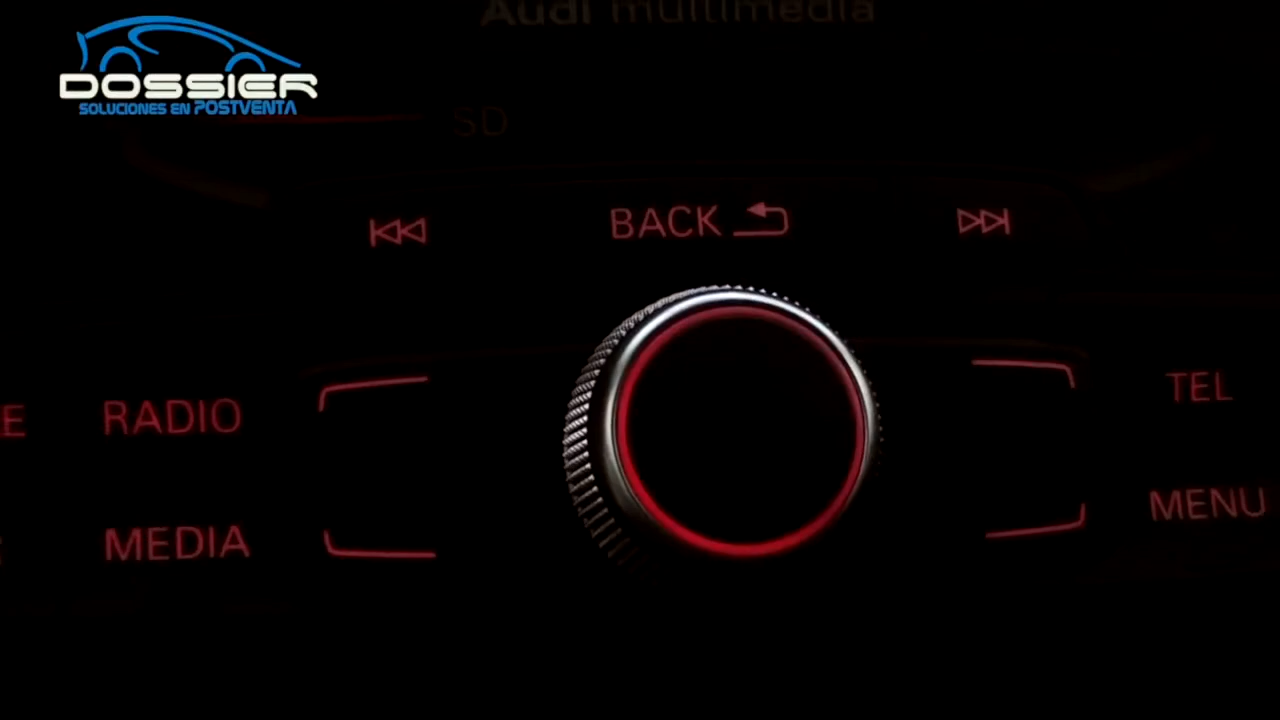 Audi multimedia
DOSSIER
SOLUCIONES EN POSTVENTA
SD
BACK
TEL
RADIO
MENU
MEDIA